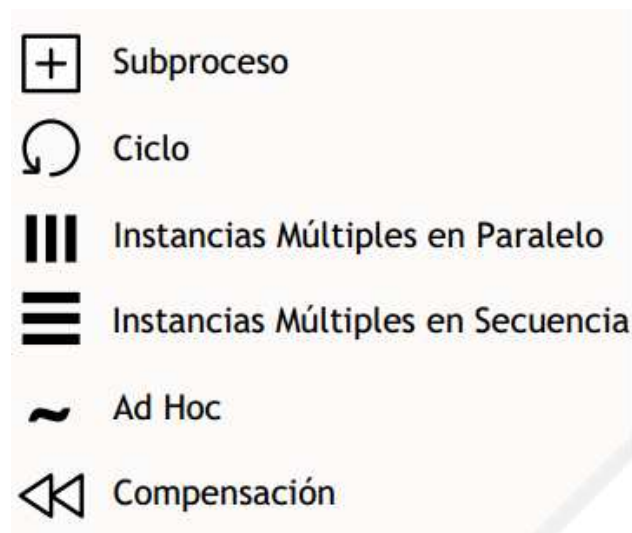 Subproceso
Ciclo
Instancias Múltiples en Paralelo
Instancias Múltiples en Secuencia
Ad Hoc
Compensación